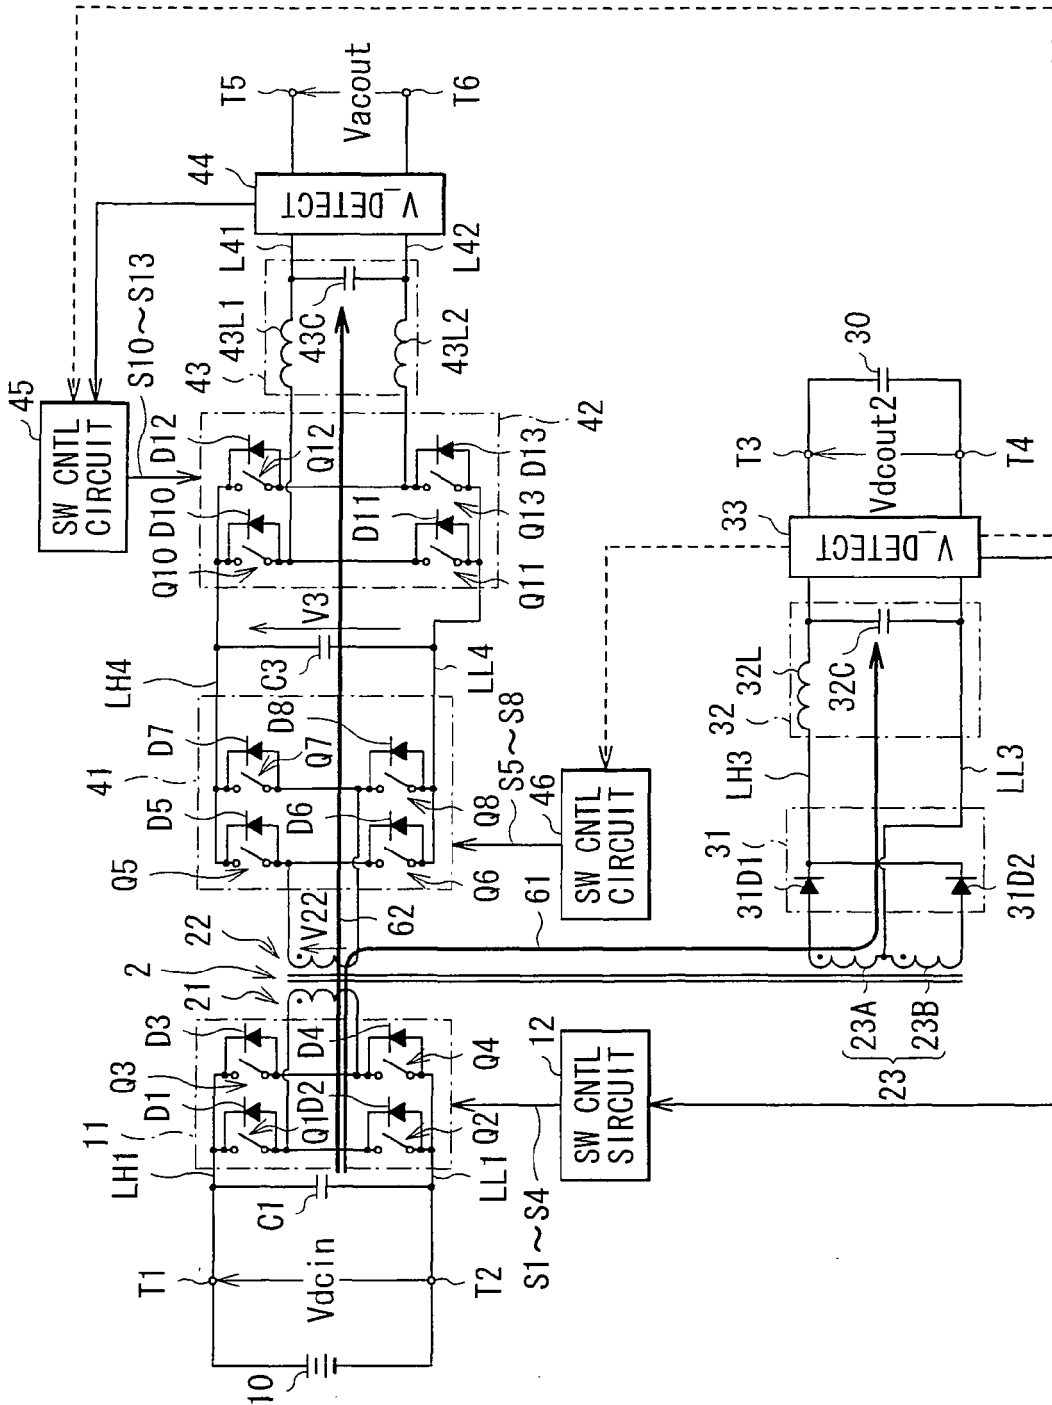 45
SW CNTL
CIRCUIT
S10~S13
44
V_DETECT
T5
Vacout
T6
L41
L42
43
43L1
43C
43L2
D12
Q12
D10
Q10
D11
Q11
Q13
D13
42
V3
C3
LH4
LL4
41
D7
Q7
D5
Q5
D8
D6
Q8
Q6
S5~S8
46
SW CNTL
CIRCUIT
22
2
21
V22
62
61
11
D3
Q3
D1
Q1
D4
D2
Q4
Q2
LH1
LL1
C1
T1
Vdcin
T2
10
S1~S4
12
SW CNTL
SIRCUIT
23A
23B
23
31
31D1
31D2
LH3
LL3
32
32L
32C
33
V_DETECT
T3
Vdcout2
T4
30